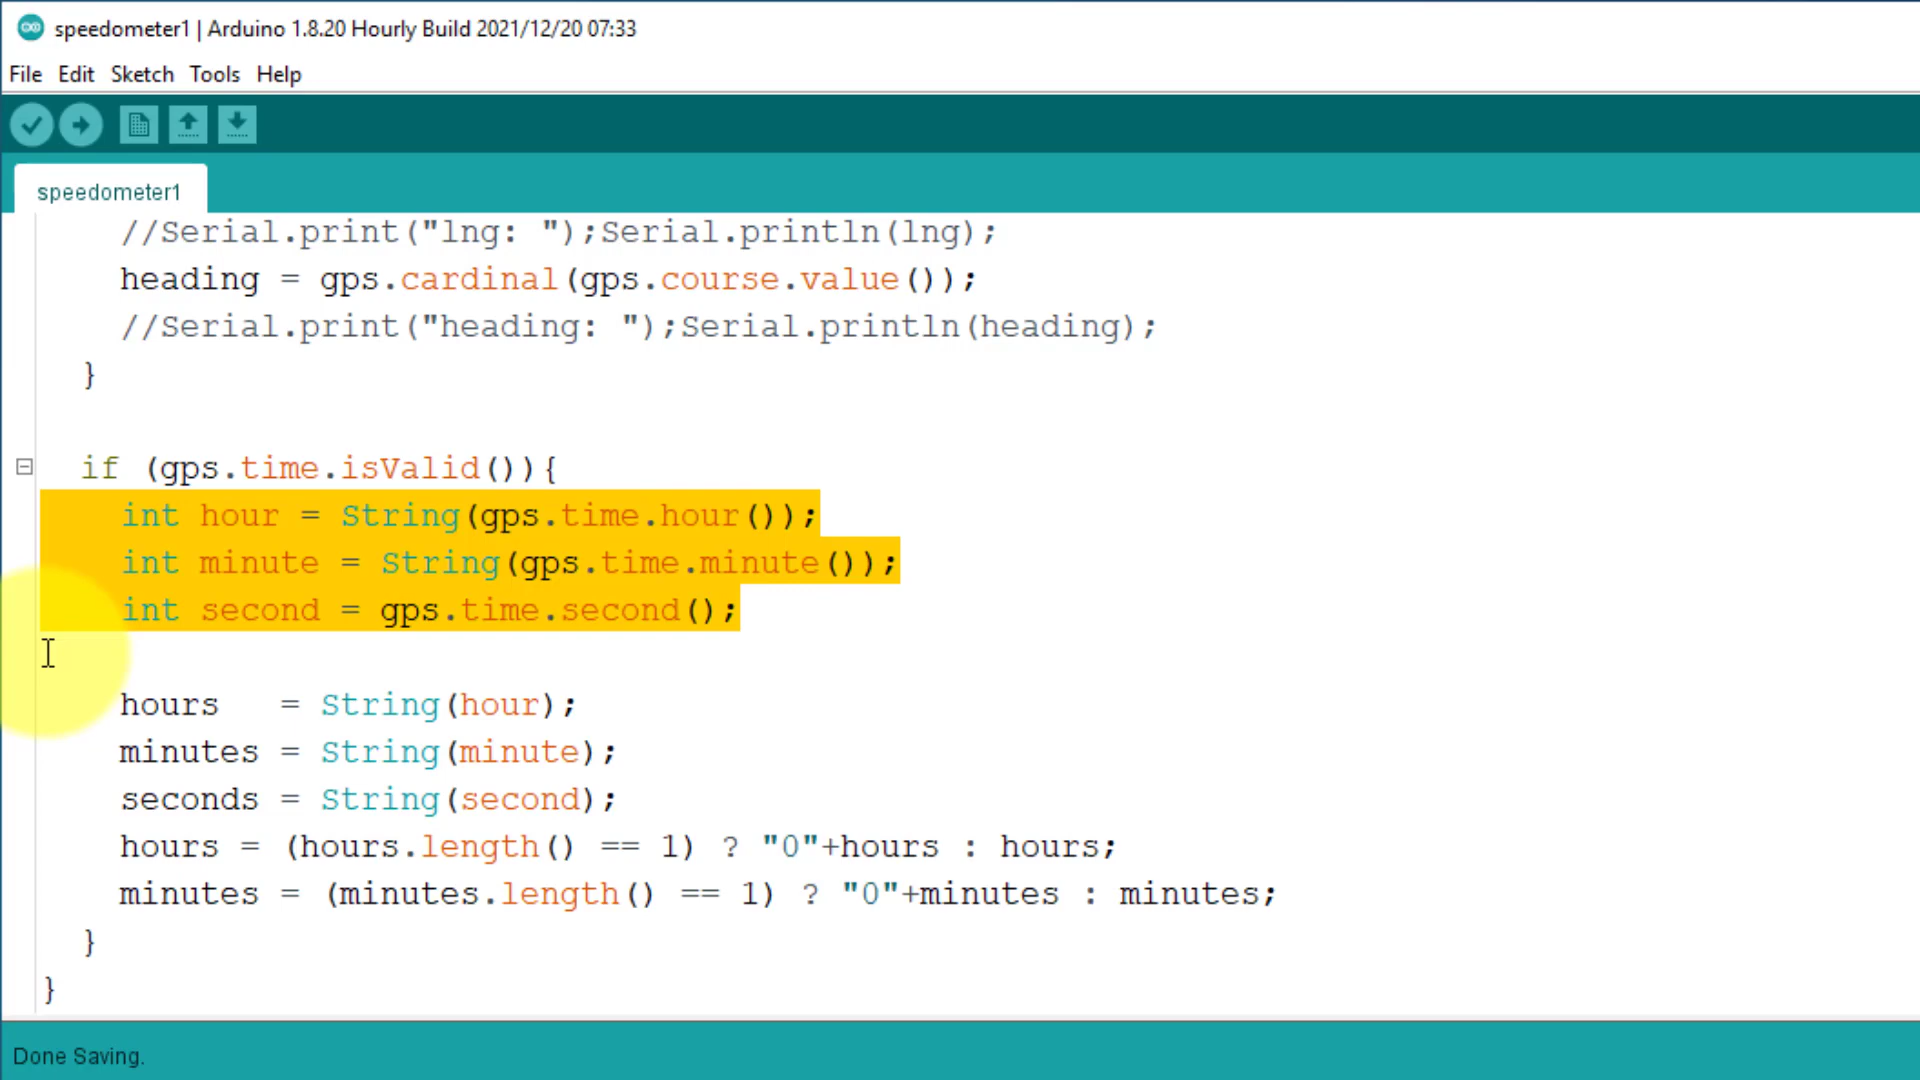 speedometer1 | Arduino 1.8.20 Hourly Build 2021/12/20 07:33
File Edit Sketch Tools Help
speedometer1
//Serial.print("lng: ");Serial.println(lng);
heading = gps.cardinal(gps.course.value());
//Serial.print("heading: ");Serial.println(heading);
}
if (gps.time.isValid()){
int hour = String(gps.time.hour());
int minute = String(gps.time.minute());
int second = gps.time.second();
hours   = String(hour);
minutes = String(minute);
seconds = String(second);
hours = (hours.length() == 1) ? "0"+hours : hours;
minutes = (minutes.length() == 1) ? "0"+minutes : minutes;
}
}
Done Saving.